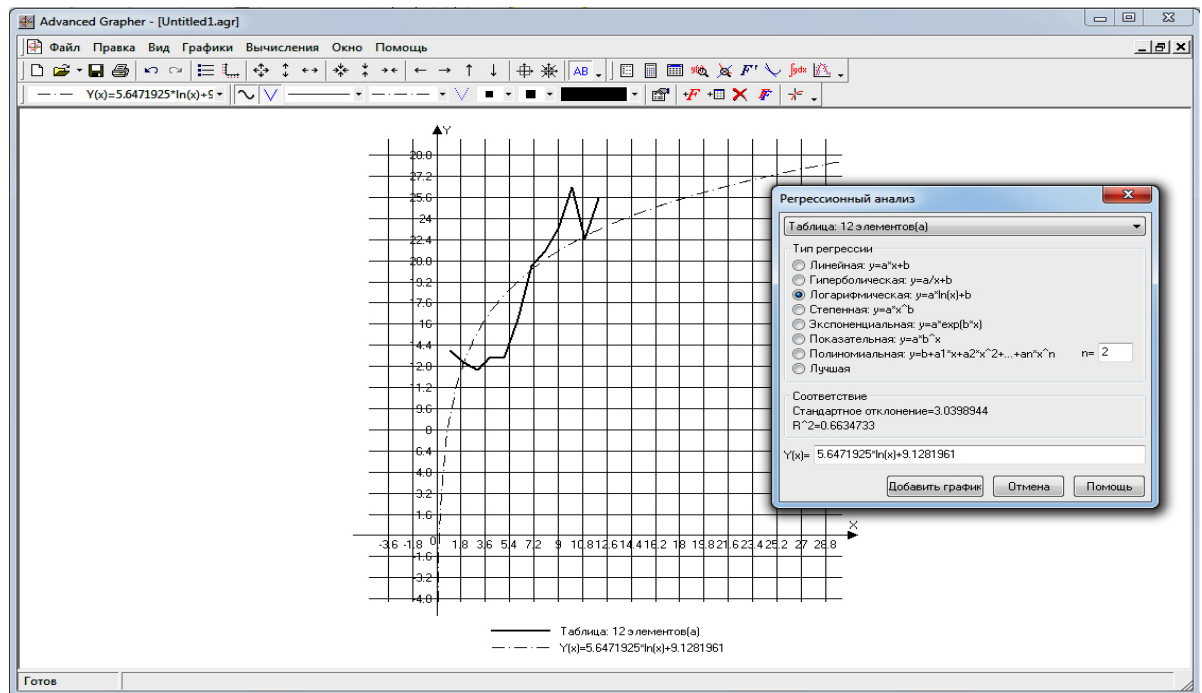 Advanced Grapher - [Untitled1.agr]
Файл Правка Вид Графики Вычисления Окно Помощь
AB
Y(x)=5.6471925*ln(x)+9
Y
28.8
27.2
25.6
24
22.4
20.8
19.2
17.6
16
14.4
12.8
11.2
9.6
8
6.4
4.8
3.2
1.6
0
-3.6 -1.8 1.8 3.6 5.4 7.2 9 10.8 12.6 14.4 16.2 18 19.8 21.6 23.4 25.2 27 28.8
X
-1.6
-3.2
-4.8
Таблица: 12 элементов(а)
Y(x)=5.6471925*ln(x)+9.1281961
Регрессионный анализ
Таблица: 12 элементов(а)
Тип регрессии
Линейная: y=a*x+b
Гиперболическая: y=a/x+b
Логарифмическая: y=a*ln(x)+b
Степенная: y=a*x^b
Экспоненциальная: y=a*exp(b*x)
Показательная: y=a*b^x
Полиномиальная: y=b+a1*x+a2*x^2+...+an*x^n n= 2
Лучшая
Соответствие
Стандартное отклонение=3.0398944
R^2=0.6634733
Y(x)= 5.6471925*ln(x)+9.1281961
Добавить график Отмена Помощь
Готов